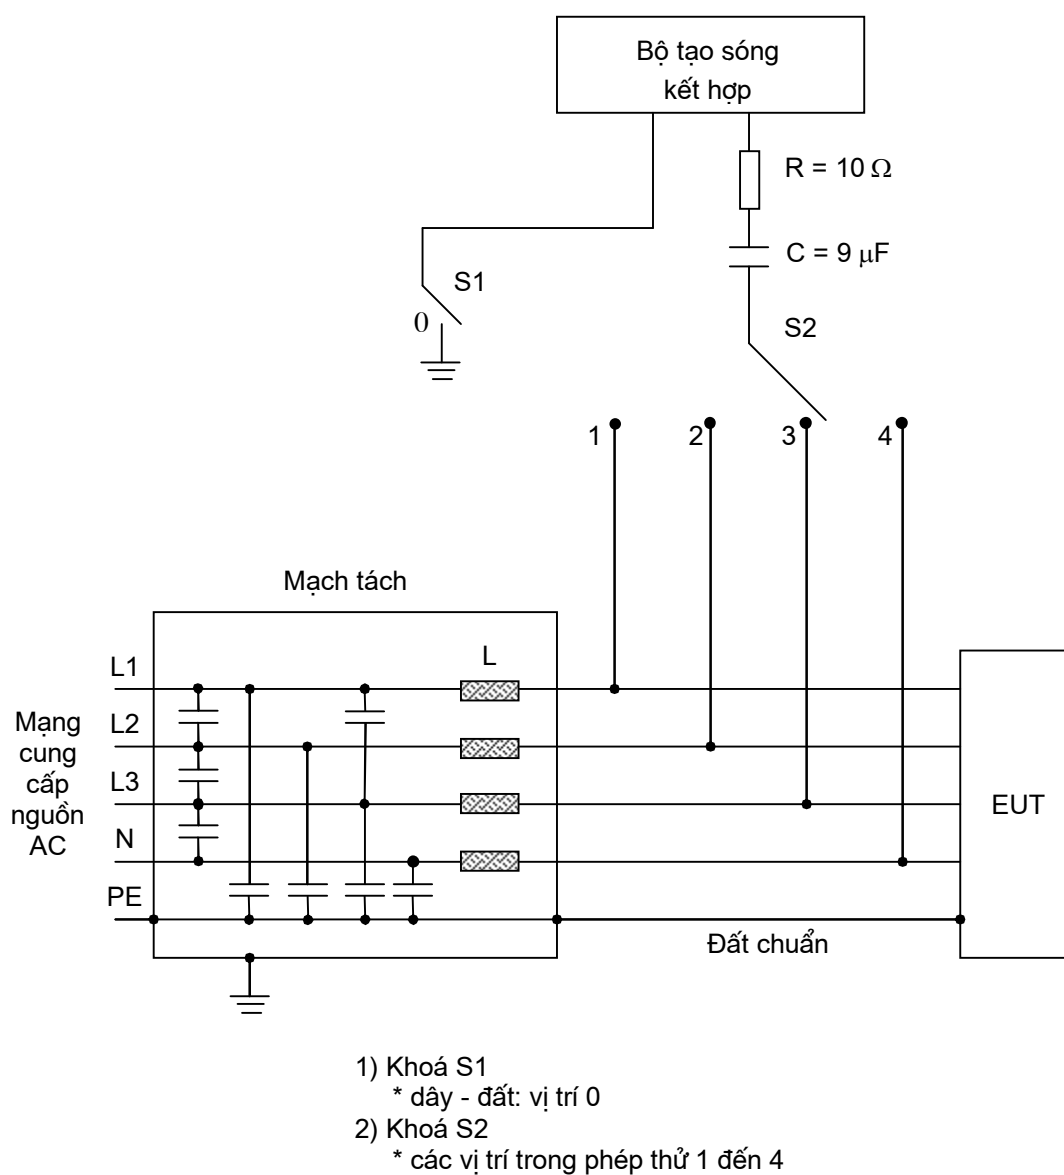 Bộ tạo sóng
kết hợp
R = 10 Ω
C = 9 μF
S1
0
S2
1
2
3
4
Mạch tách
L1
L
L2
Mạng
cung
cấp
nguồn
AC
L3
EUT
N
PE
Đất chuẩn
1) Khoá S1
* dây - đất: vị trí 0
2) Khoá S2
* các vị trí trong phép thử 1 đến 4